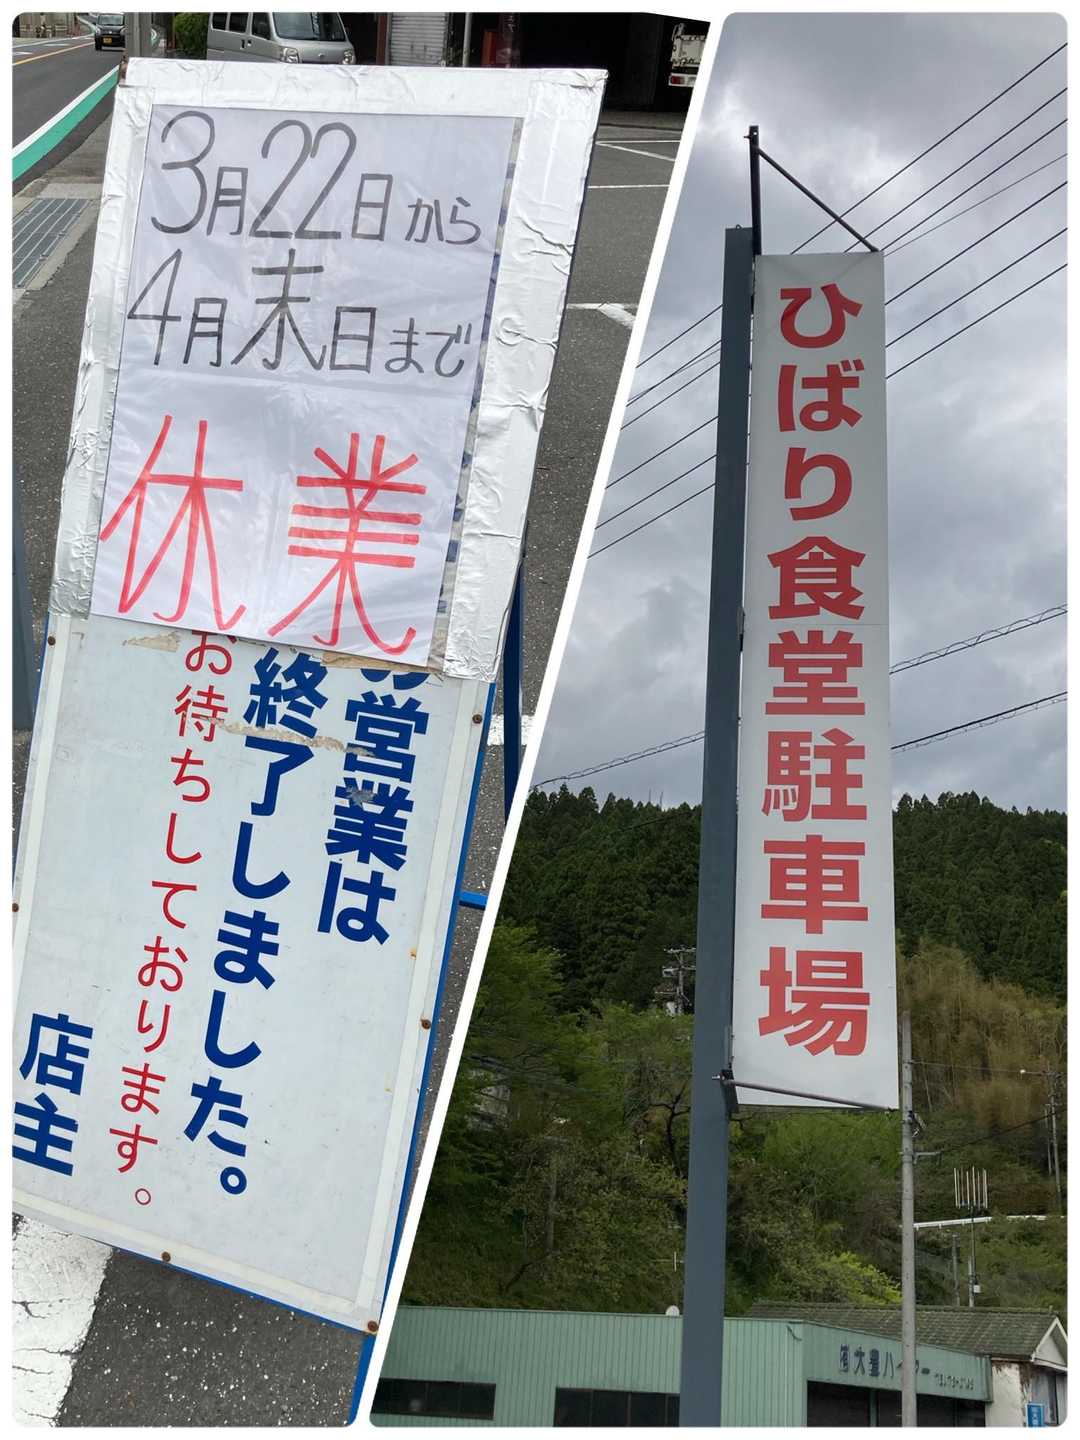 3月22日から
4月末日まで
休業
営業は
終了しました。
お待ちしております。
店主
ひばり食堂駐車場